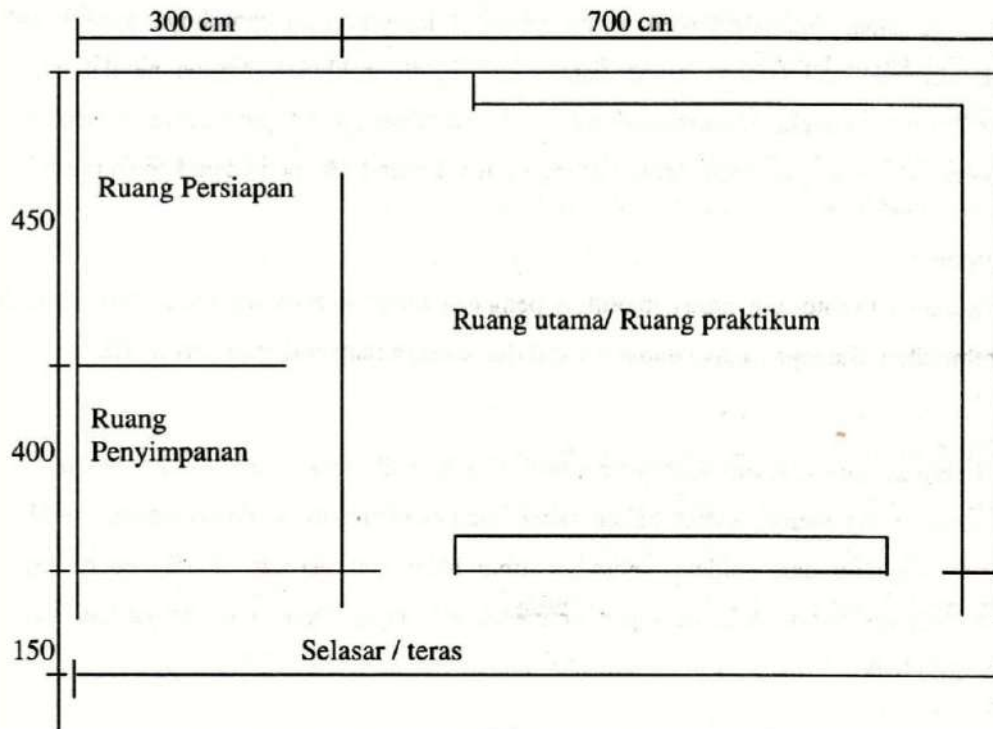 300 cm
700 cm
Ruang Persiapan
450
Ruang utama/ Ruang praktikum
Ruang
Penyimpanan
400
150
Selasar / teras